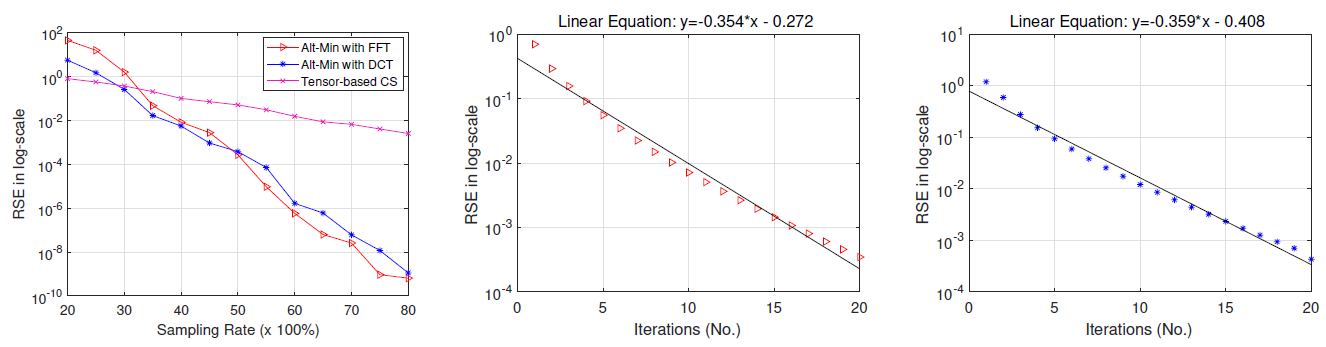 10^2
10^0
10^-2
10^-4
10^-6
10^-8
10^-10
RSE in log-scale
Alt-Min with FFT
Alt-Min with DCT
Tensor-based CS
20 30 40 50 60 70 80
Sampling Rate (x 100%)
Linear Equation: y=-0.354*x - 0.272
10^0
10^-1
10^-2
10^-3
10^-4
RSE in log-scale
0 5 10 15 20
Iterations (No.)
Linear Equation: y=-0.359*x - 0.408
10^1
10^0
10^-1
10^-2
10^-3
10^-4
RSE in log-scale
0 5 10 15 20
Iterations (No.)